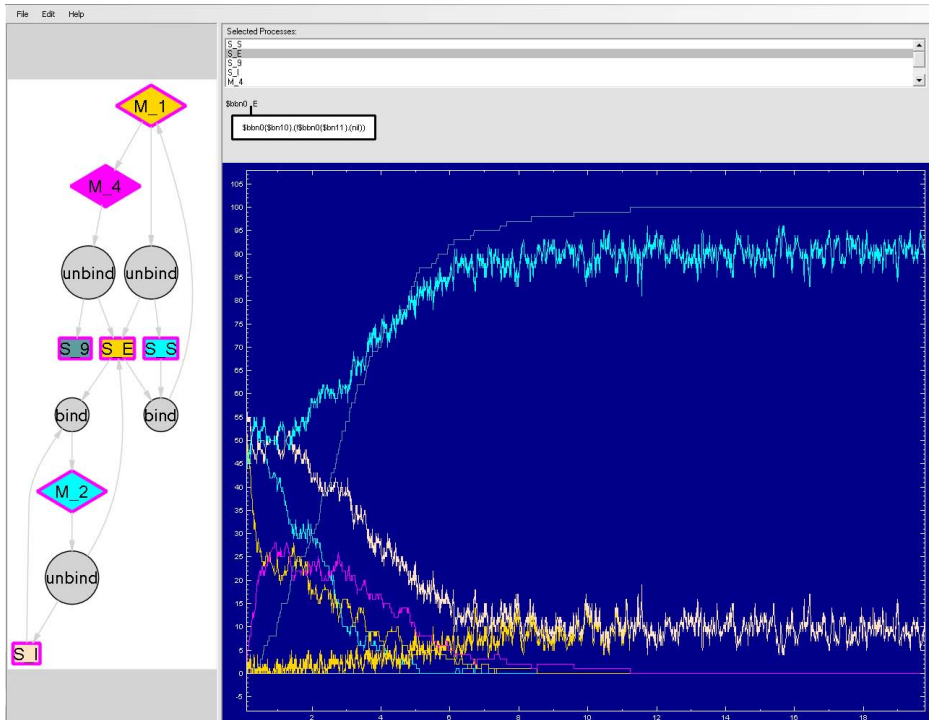 File Edit Help
Selected Processes:
S_S
S_E
S_9
S_I
M_4
$bbn0 E
$bbn0($bn10).(!$bbn0($bn11).(nil))
M_1
M_4
unbind unbind
S_9 S_E S_S
bind bind
M_2
unbind
S_I
105
100
95
90
85
80
75
70
65
60
55
50
45
40
35
30
25
20
15
10
5
0
-5
2 4 6 8 10 12 14 16 18